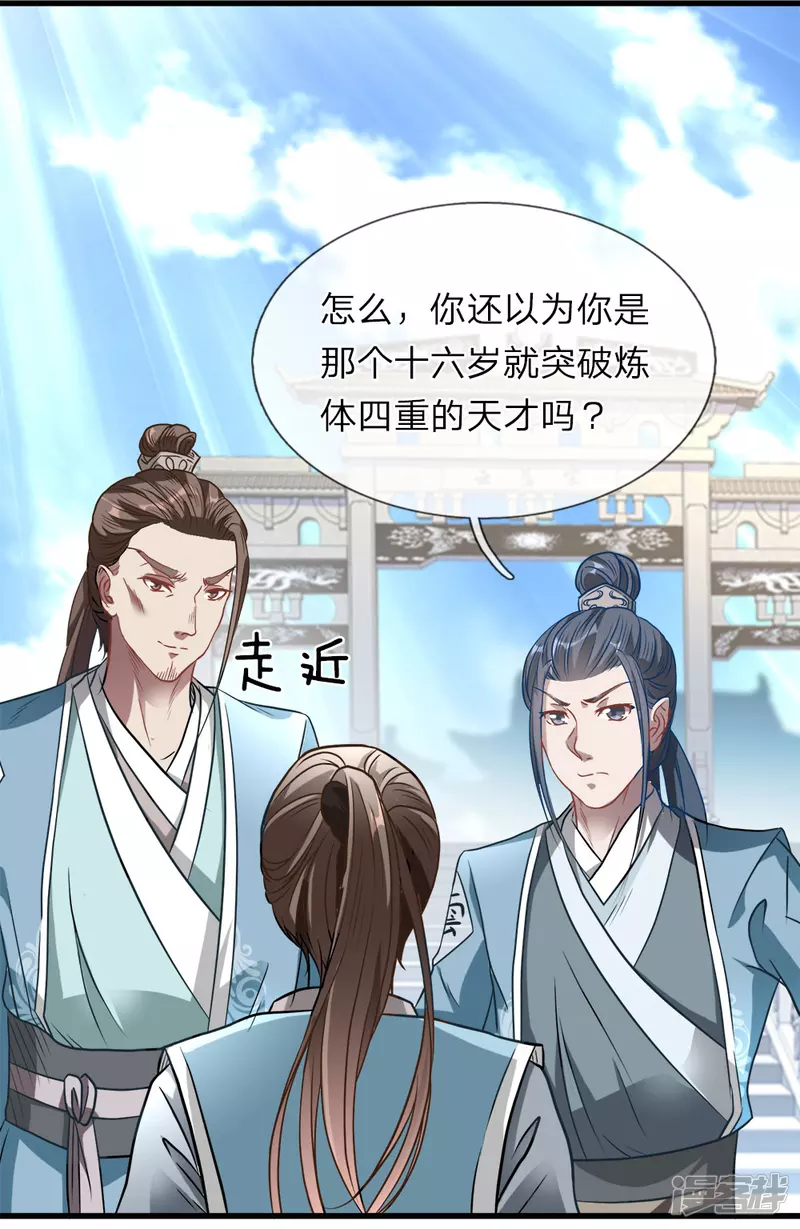 怎么，你还以为你是
那个十六岁就突破炼
体四重的天才吗？
走近
漫客栈